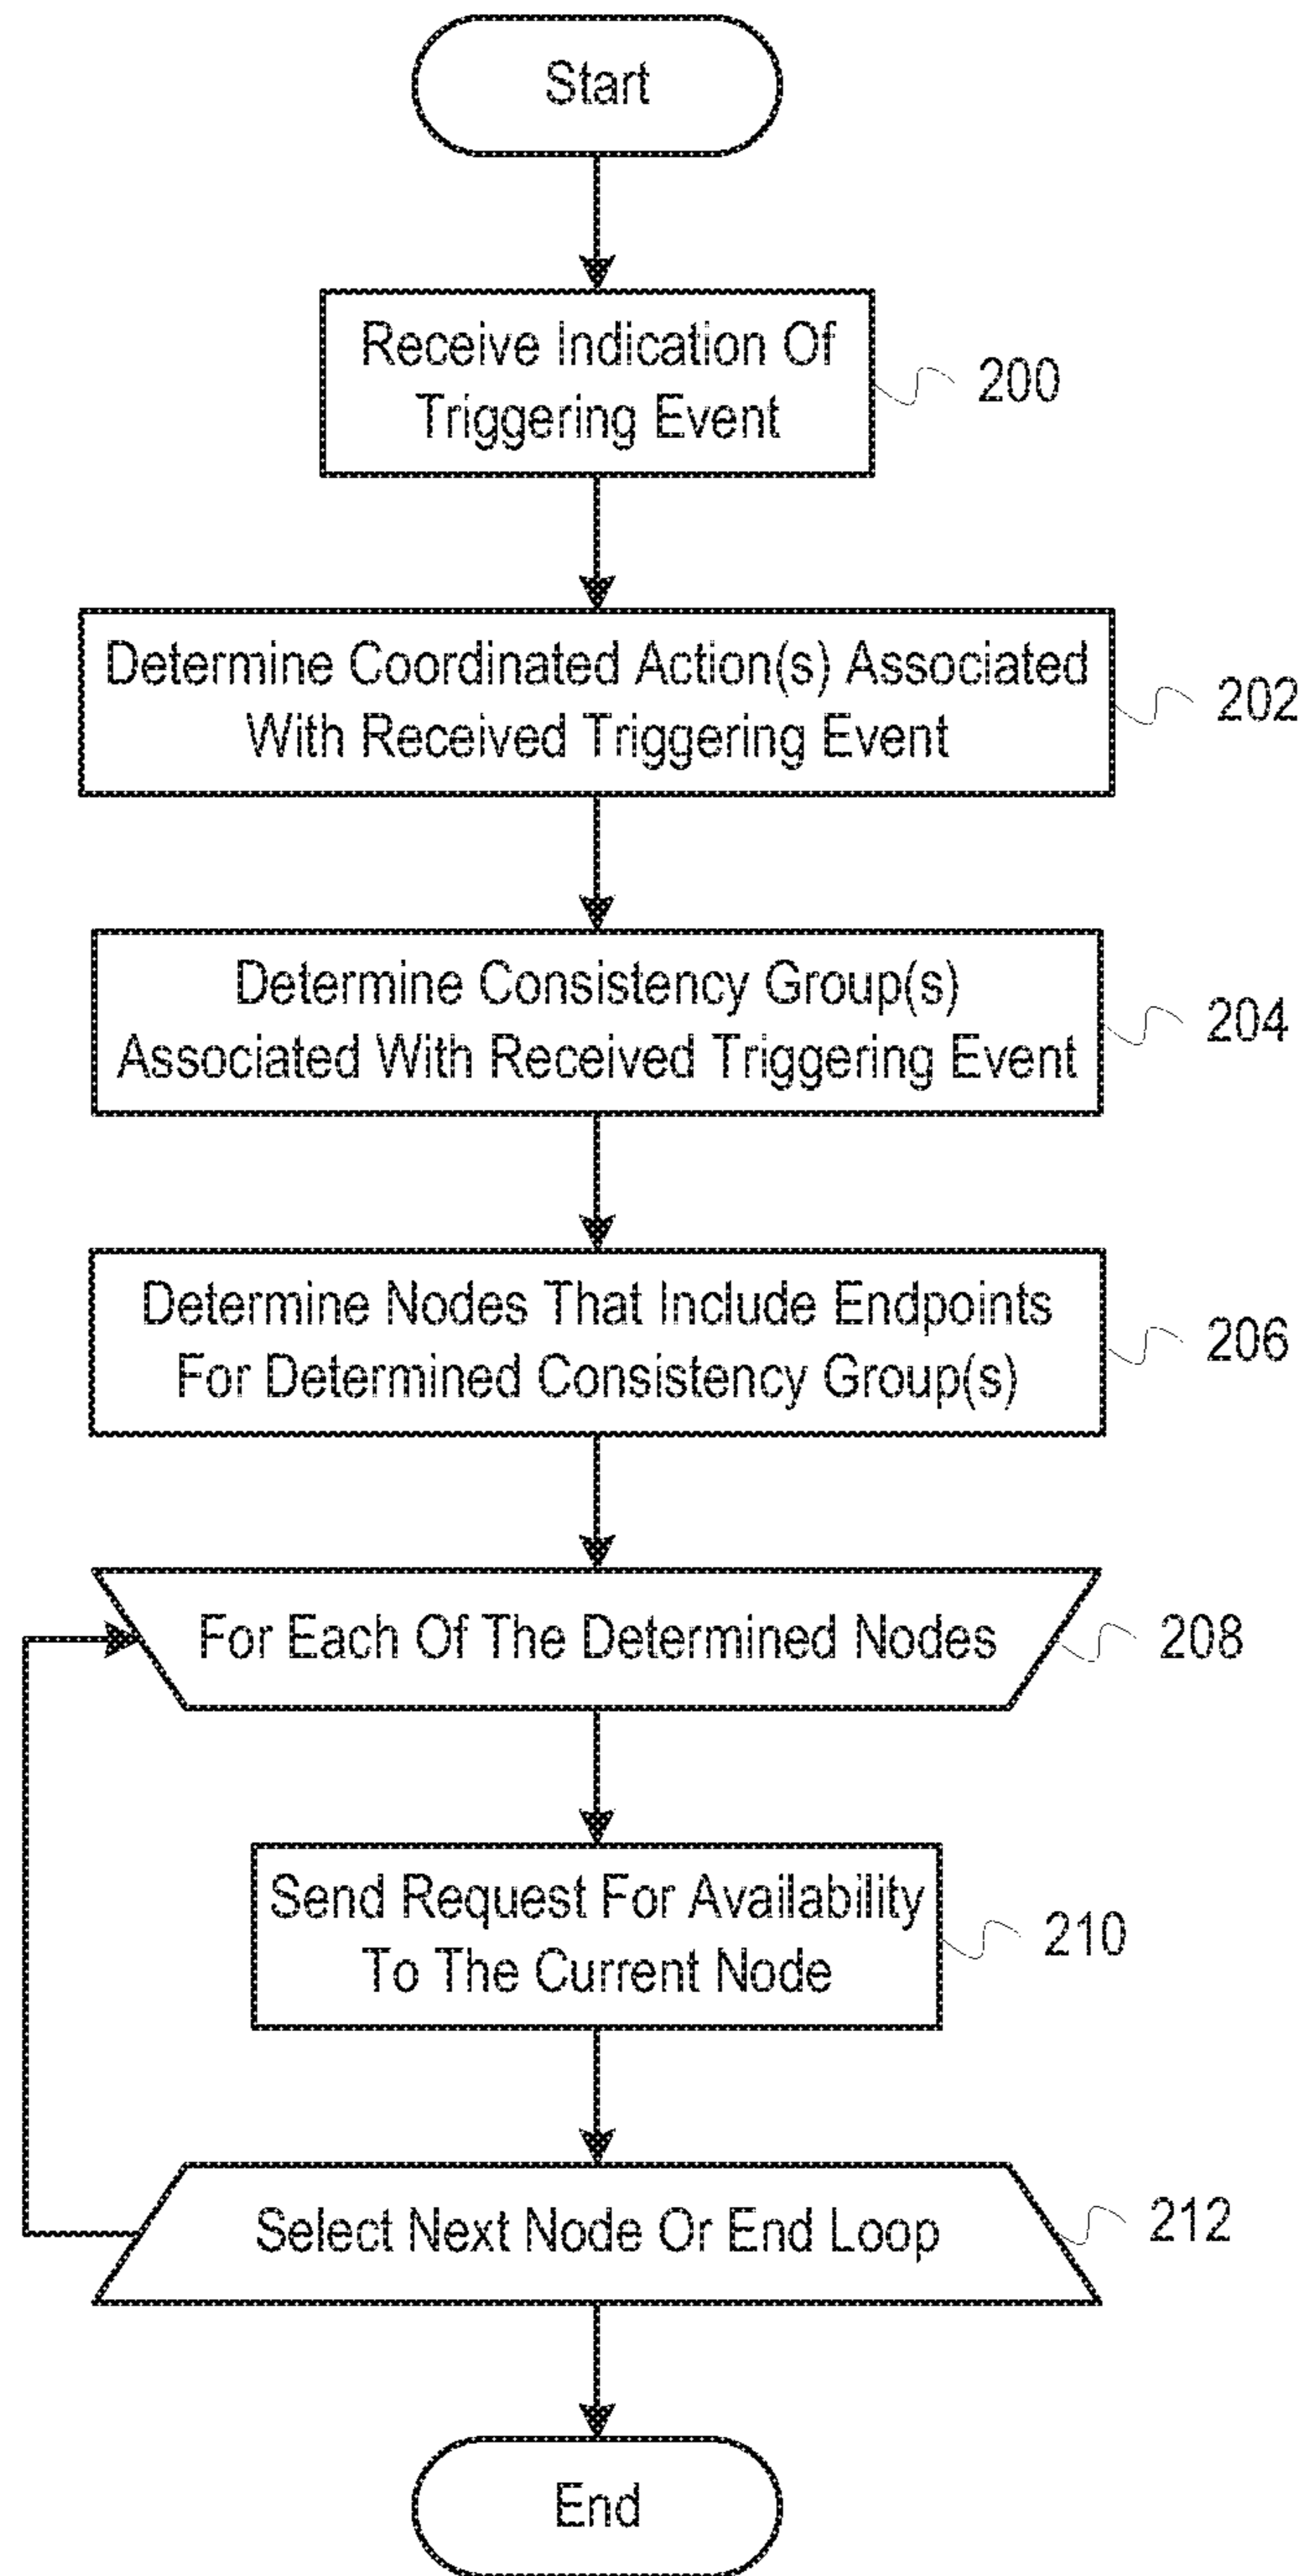 Start
Receive Indication Of
Triggering Event
200
Determine Coordinated Action(s) Associated
With Received Triggering Event
202
Determine Consistency Group(s)
Associated With Received Triggering Event
204
Determine Nodes That Include Endpoints
For Determined Consistency Group(s)
206
For Each Of The Determined Nodes
208
Send Request For Availability
To The Current Node
210
Select Next Node Or End Loop
212
End